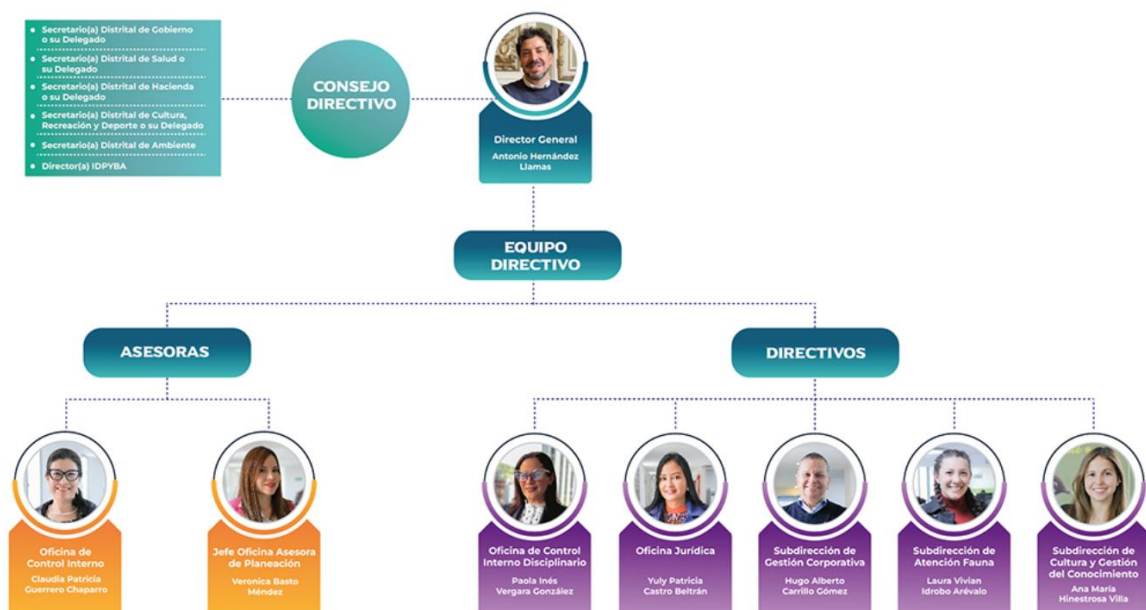 Secretario(a) Distrital de Gobierno
o su Delegado
Secretario(a) Distrital de Salud o
su Delegado
Secretario(a) Distrital de Hacienda
o su Delegado
Secretario(a) Distrital de Cultura,
Recreación y Deporte o su Delegado
Secretario(a) Distrital de Ambiente
Director(a) IDPYBA
CONSEJO
DIRECTIVO
Director General
Antonio Hernández
Llamas
EQUIPO
DIRECTIVO
ASESORAS
DIRECTIVOS
Oficina de
Control Interno
Claudia Patricia
Guerrero Chaparro
Jefe Oficina Asesora
de Planeación
Veronica Basto
Méndez
Oficina de Control
Interno Disciplinario
Paola Inés
Vergara González
Oficina Jurídica
Yuly Patricia
Castro Beltrán
Subdirección de
Gestión Corporativa
Hugo Alberto
Carrillo Gómez
Subdirección de
Atención Fauna
Laura Vivian
Idrobo Arévalo
Subdirección de
Cultura y Gestión
del Conocimiento
Ana María
Hinestrosa Villa